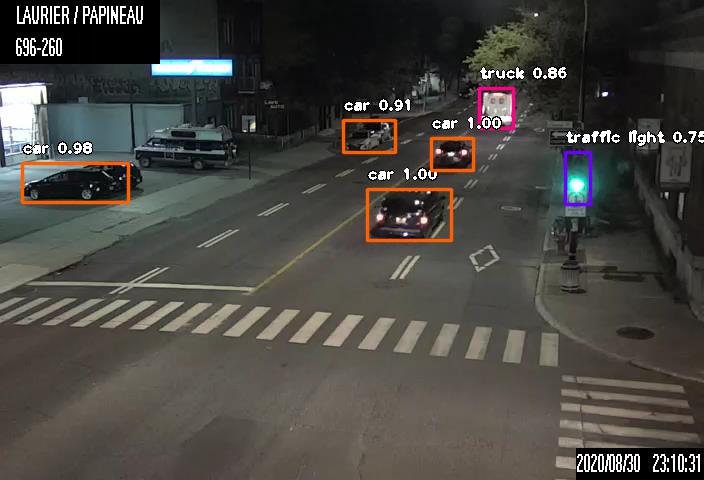 LAURIER / PAPINEAU
696-260
truck 0.86
car 0.91
car 1.00
traffic light 0.75
car 0.98
car 1.00
2020/08/30 23:10:31